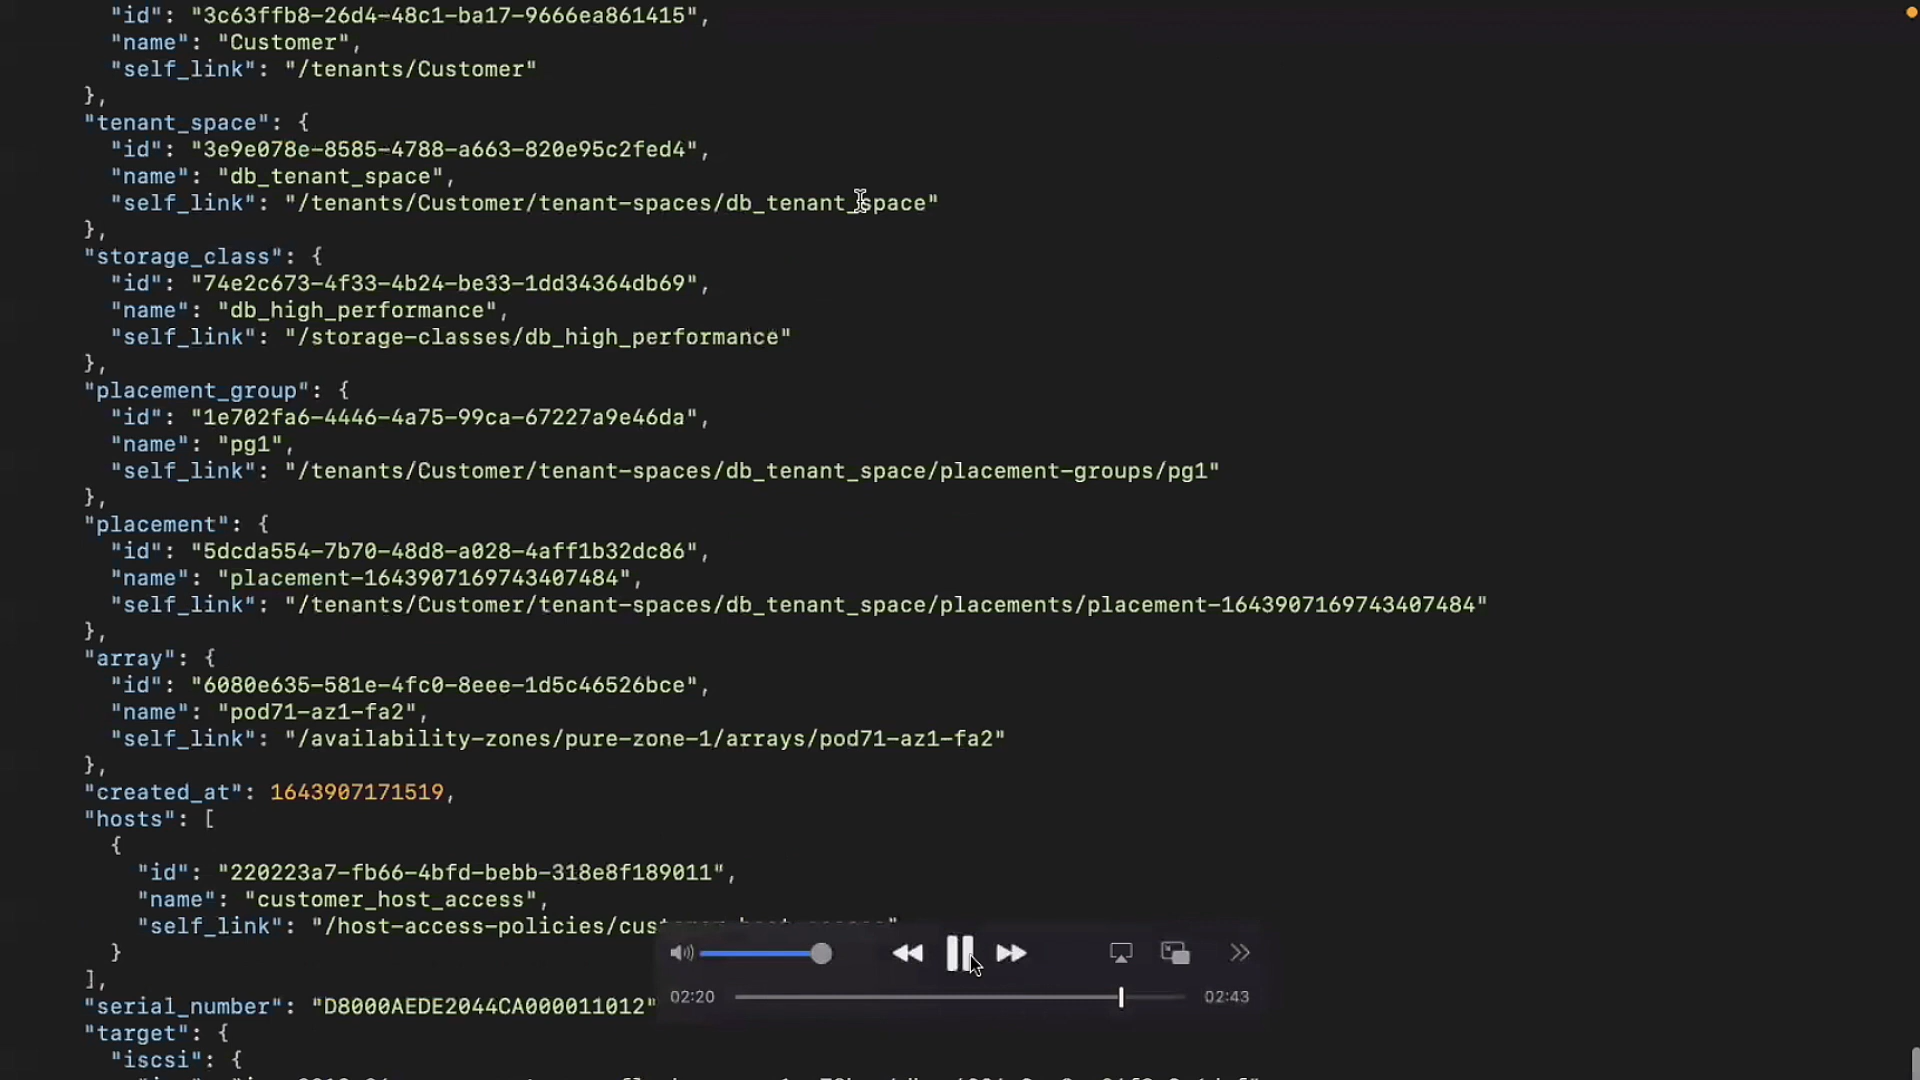 "id": "3c63ffb8-26d4-48c1-ba17-9666ea861415",
"name": "Customer",
"self_link": "/tenants/Customer"
},
"tenant_space": {
"id": "3e9e078e-8585-4788-a663-820e95c2fed4",
"name": "db_tenant_space",
"self_link": "/tenants/Customer/tenant-spaces/db_tenant_space"
},
"storage_class": {
"id": "74e2c673-4f33-4b24-be33-1dd34364db69",
"name": "db_high_performance",
"self_link": "/storage-classes/db_high_performance"
},
"placement_group": {
"id": "1e702fa6-4446-4a75-99ca-67227a9e46da",
"name": "pg1",
"self_link": "/tenants/Customer/tenant-spaces/db_tenant_space/placement-groups/pg1"
},
"placement": {
"id": "5dcda554-7b70-48d8-a028-4aff1b32dc86",
"name": "placement-1643907169743407484",
"self_link": "/tenants/Customer/tenant-spaces/db_tenant_space/placements/placement-1643907169743407484"
},
"array": {
"id": "6080e635-581e-4fc0-8eee-1d5c46526bce",
"name": "pod71-az1-fa2",
"self_link": "/availability-zones/pure-zone-1/arrays/pod71-az1-fa2"
},
"created_at": 1643907171519,
"hosts": [
{
"id": "220223a7-fb66-4bfd-bebb-318e8f189011",
"name": "customer_host_access",
"self_link": "/host-access-policies/customer_host_access"
}
],
"serial_number": "D8000AEDE2044CA000011012"
02:20 02:43
"target": {
"iscsi": {